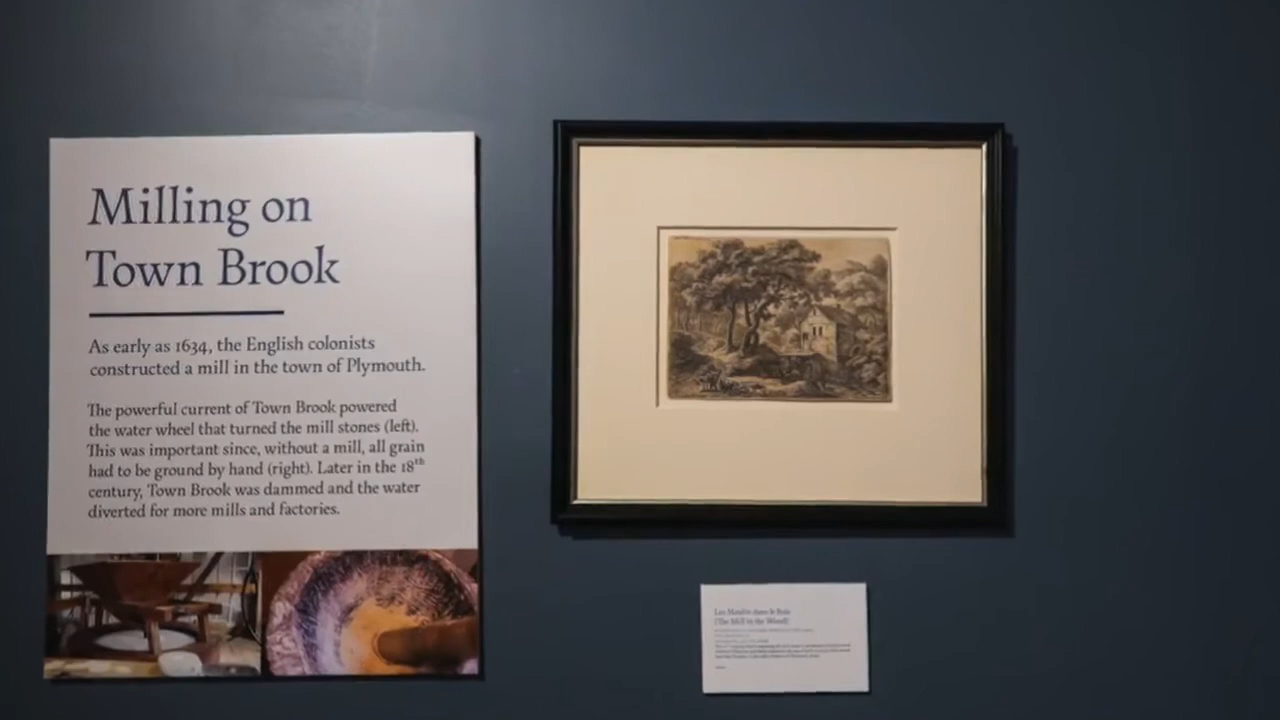 Milling on
Town Brook
As early as 1634, the English colonists
constructed a mill in the town of Plymouth.
The powerful current of Town Brook powered
the water wheel that turned the mill stones (left).
This was important since, without a mill, all grain
had to be ground by hand (right). Later in the 18th
century, Town Brook was dammed and the water
diverted for more mills and factories.
(The Mill in the Wood)